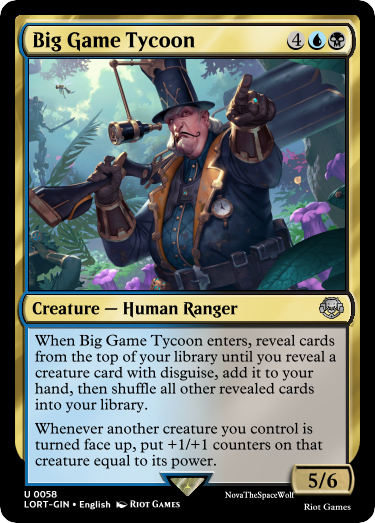 Big Game Tycoon 4
Creature — Human Ranger
When Big Game Tycoon enters, reveal cards
from the top of your library until you reveal a
creature card with disguise, add it to your
hand, then shuffle all other revealed cards
into your library.
Whenever another creature you control is
turned face up, put +1/+1 counters on that
creature equal to its power.
5/6
U 0058
LORT-GIN • English RIOT GAMES
NovaTheSpaceWolf
Riot Games